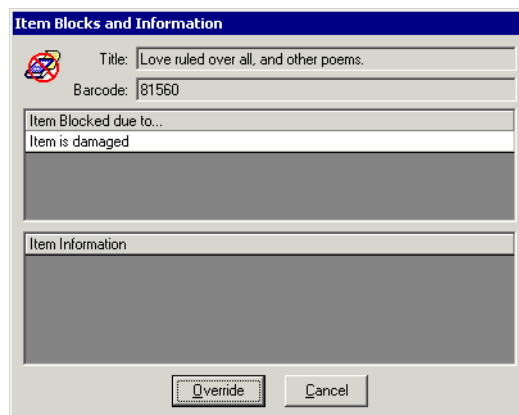 Item Blocks and Information
Title: Love ruled over all, and other poems.
Barcode: 81560
Item Blocked due to...
Item is damaged
Item Information
Override Cancel